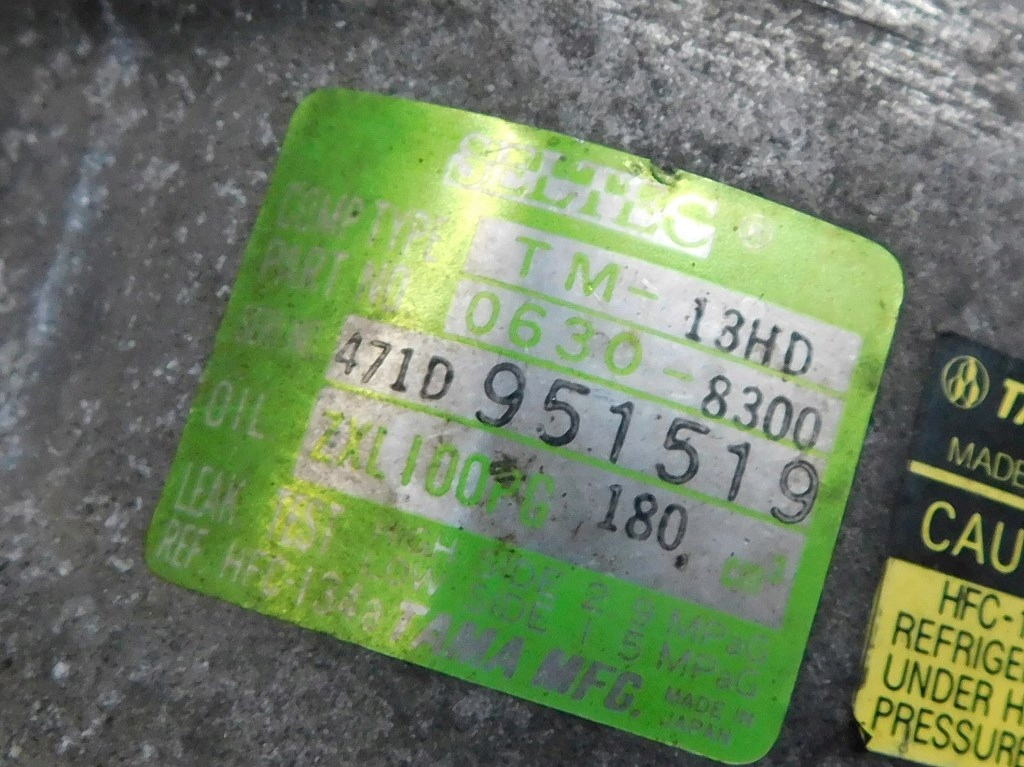 SELTEC ®
COMP TYPE TM- 13HD
PART NO 0630 - 8300
471D 951519
OIL ZXL100PG 180 cm³
LEAK TEST HIGH SIDE 2.9 MPaG
LOW SIDE 1.5 MPaG
REF. HFC134a
TAMA MFG. MADE IN JAPAN
MADE
CAU
HFC-1
REFRIGE
UNDER H
PRESSURE